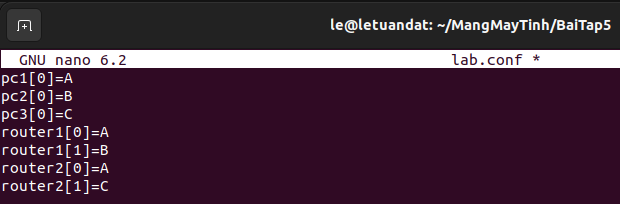 le@letuandat: ~/MangMayTinh/BaiTap5
GNU nano 6.2 lab.conf *
pc1[0]=A
pc2[0]=B
pc3[0]=C
router1[0]=A
router1[1]=B
router2[0]=A
router2[1]=C